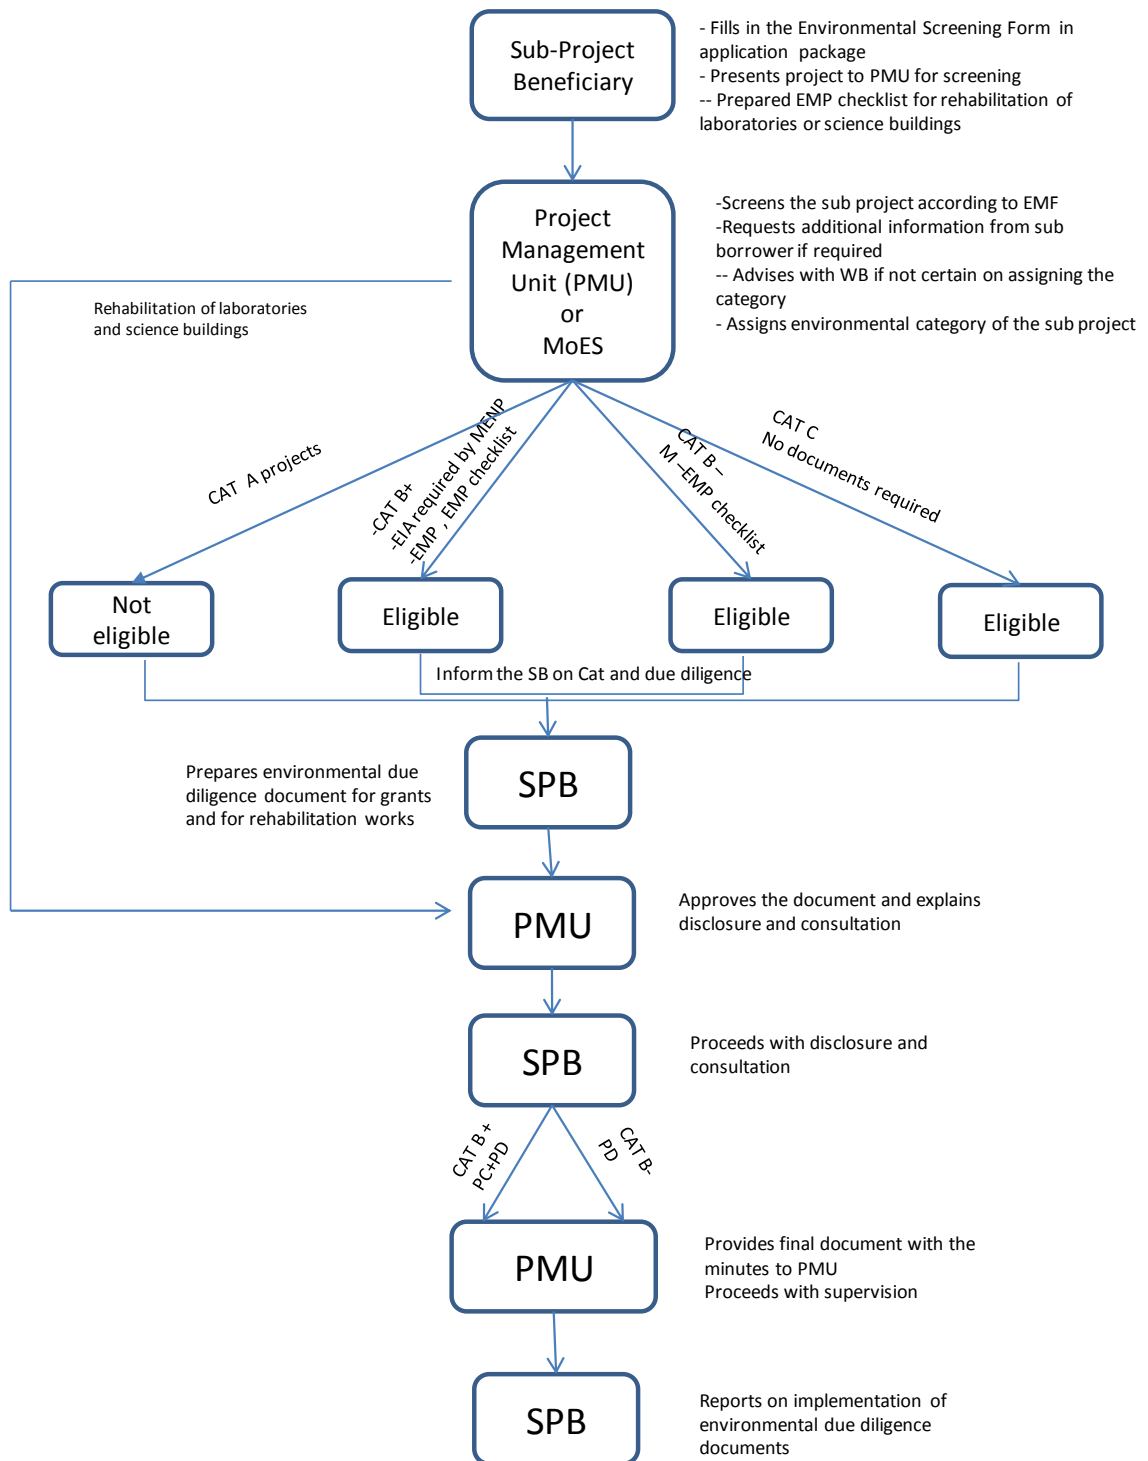 Sub-Project
Beneficiary
- Fills in the Environmental Screening Form in
application package
- Presents project to PMU for screening
-- Prepared EMP checklist for rehabilitation of
laboratories or science buildings
Project
Management
Unit (PMU)
or
MoES
-Screens the sub project according to EMF
-Requests additional information from sub
borrower if required
-- Advises with WB if not certain on assigning the
category
- Assigns environmental category of the sub project
Rehabilitation of laboratories
and science buildings
CAT A projects
-CAT B+
-EIA required by MENP
-EMP , EMP checklist
CAT B –
M –EMP checklist
CAT C
No documents required
Not
eligible
Eligible
Eligible
Eligible
Inform the SB on Cat and due diligence
SPB
Prepares environmental due
diligence document for grants
and for rehabilitation works
PMU
Approves the document and explains
disclosure and consultation
SPB
Proceeds with disclosure and
consultation
CAT B +
PC+PD
CAT B-
PD
PMU
Provides final document with the
minutes to PMU
Proceeds with supervision
SPB
Reports on implementation of
environmental due diligence
documents